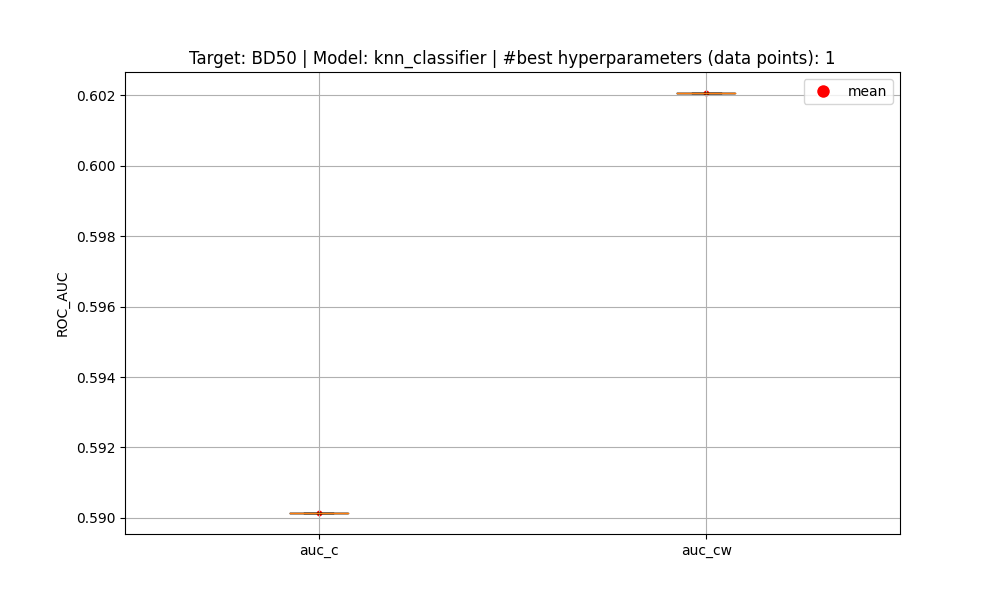 Target: BD50 | Model: knn_classifier | #best hyperparameters (data points): 1
mean
0.602
0.600
0.598
0.596
0.594
0.592
0.590
ROC_AUC
auc_c
auc_cw